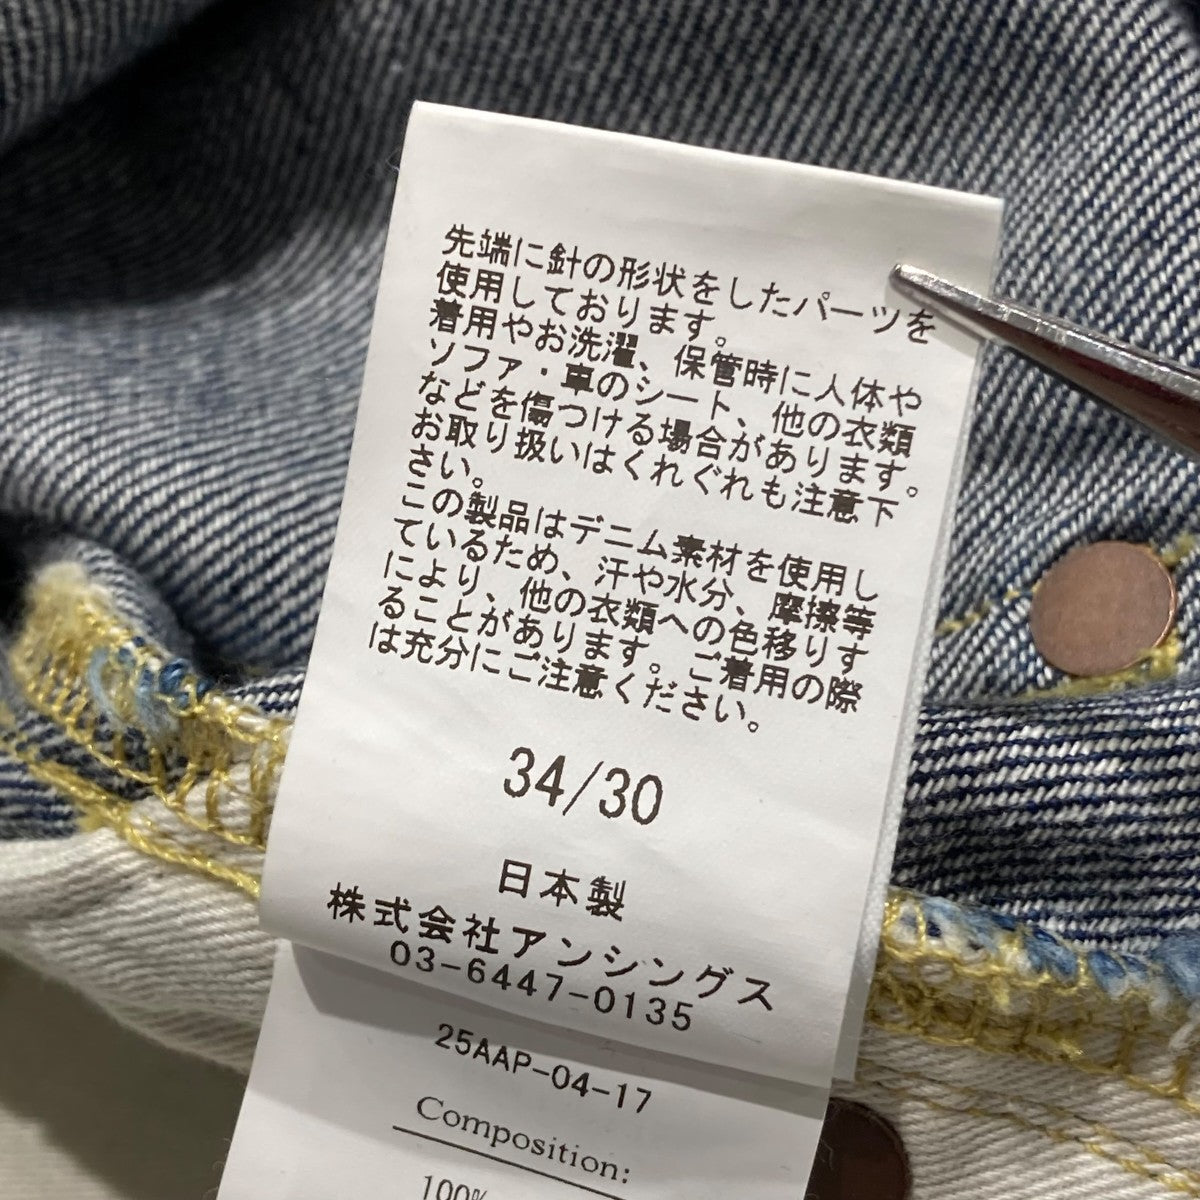 先端に針の形状をしたパーツを
使用しております。
着用やお洗濯、保管時に人体や
ソファ・車のシート、他の衣類
などを傷つける場合があります。
お取り扱いはくれぐれも注意下
さい。
この製品はデニム素材を使用し
ているため、汗や水分、摩擦等
により、他の衣類への色移りす
ることがあります。ご着用の際
は充分にご注意ください。
34/30
日本製
株式会社アンシングス
03-6447-0135
25AAP-04-17
Composition:
100%